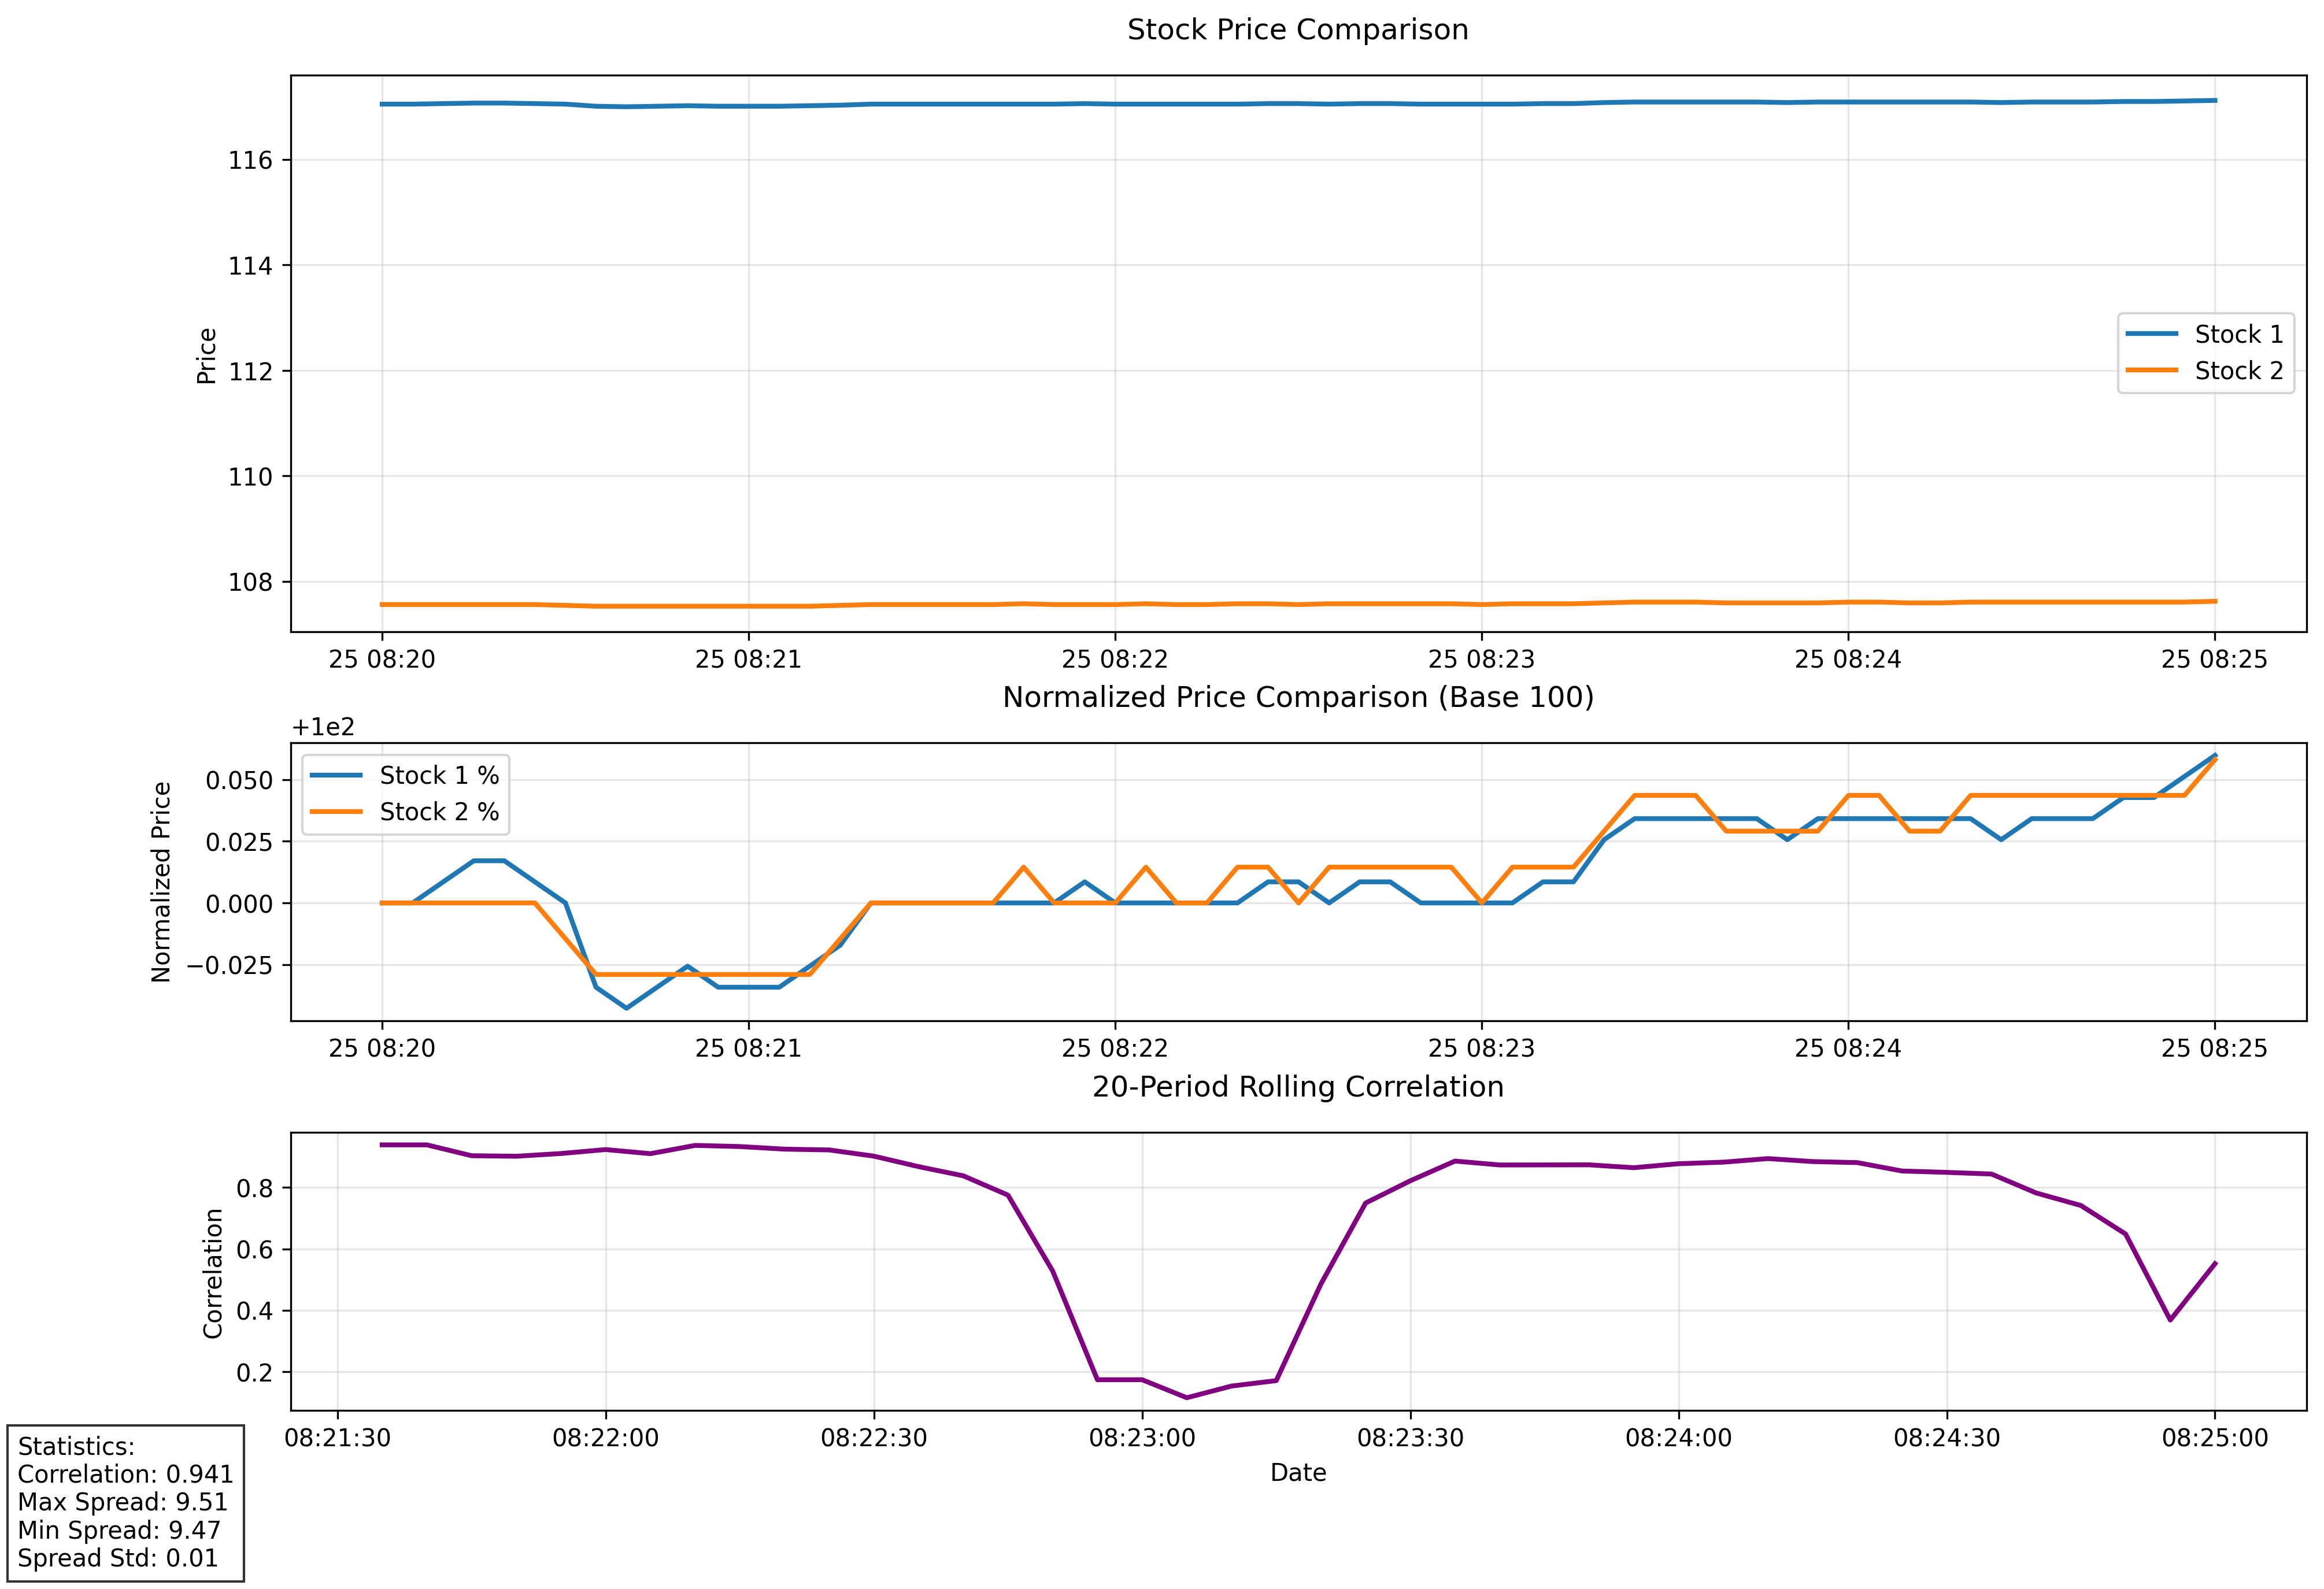 Stock Price Comparison
Price
116
114
112
110
108
Stock 1
Stock 2
25 08:20
25 08:21
25 08:22
25 08:23
25 08:24
25 08:25
Normalized Price Comparison (Base 100)
+1e2
Normalized Price
0.050
0.025
0.000
−0.025
Stock 1 %
Stock 2 %
25 08:20
25 08:21
25 08:22
25 08:23
25 08:24
25 08:25
20-Period Rolling Correlation
Correlation
0.8
0.6
0.4
0.2
08:21:30
08:22:00
08:22:30
08:23:00
08:23:30
08:24:00
08:24:30
08:25:00
Date
Statistics:
Correlation: 0.941
Max Spread: 9.51
Min Spread: 9.47
Spread Std: 0.01